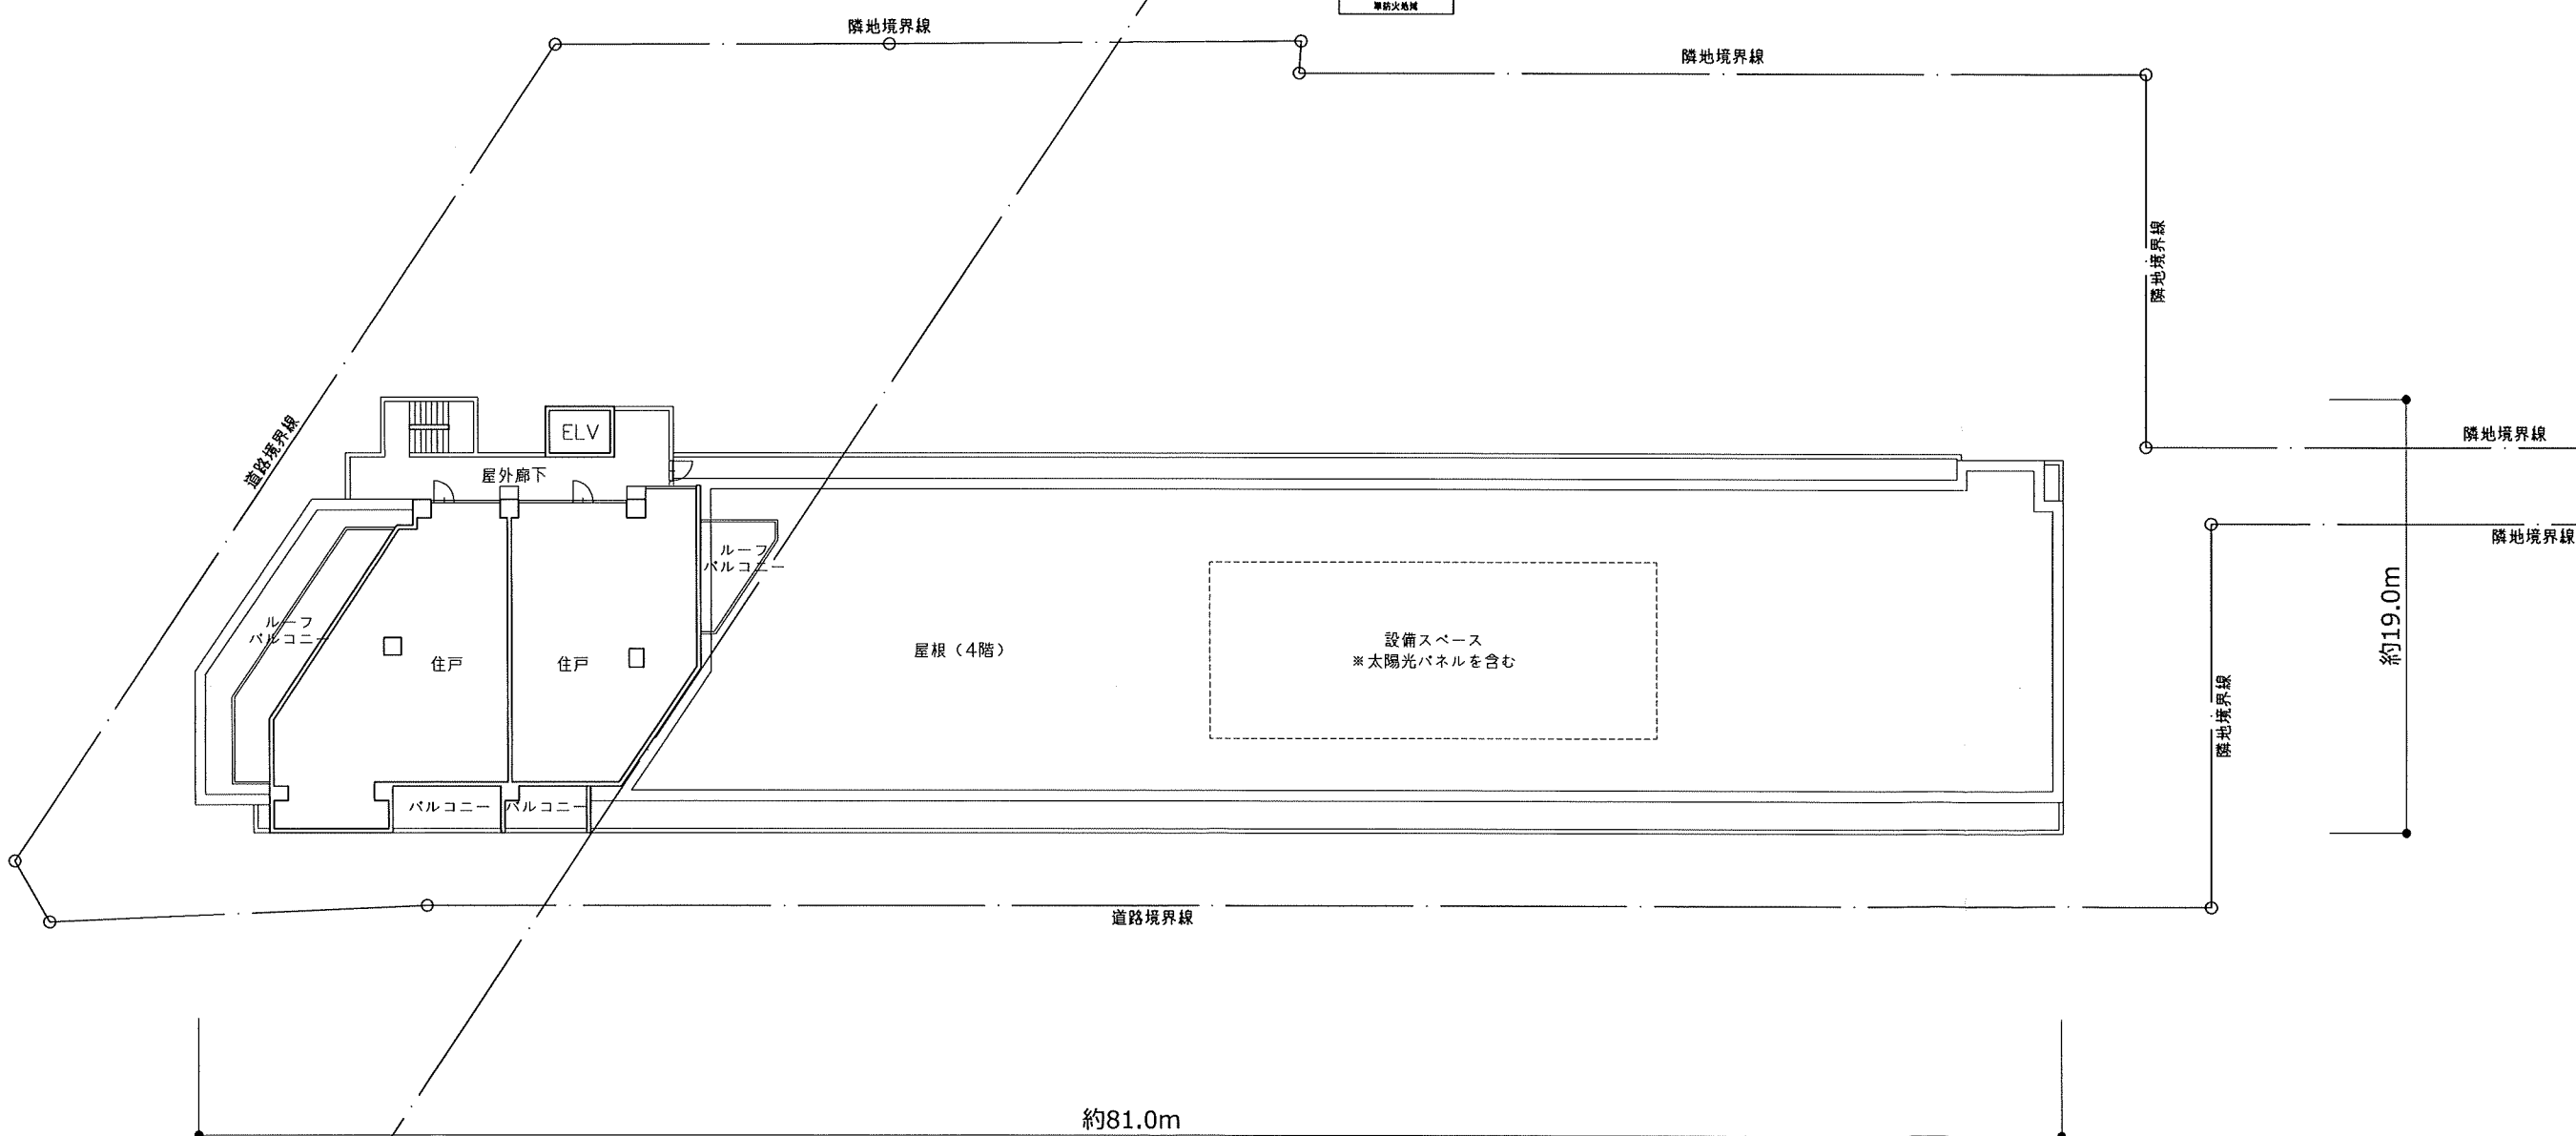 準防火地域
隣地境界線
隣地境界線
隣地境界線
隣地境界線
隣地境界線
道路境界線
ELV
屋外廊下
ルーフ
バルコニー
ルーフ
バルコニー
住戸
住戸
屋根（4階）
設備スペース
※太陽光パネルを含む
約19.0m
隣地境界線
バルコニー
バルコニー
道路境界線
約81.0m